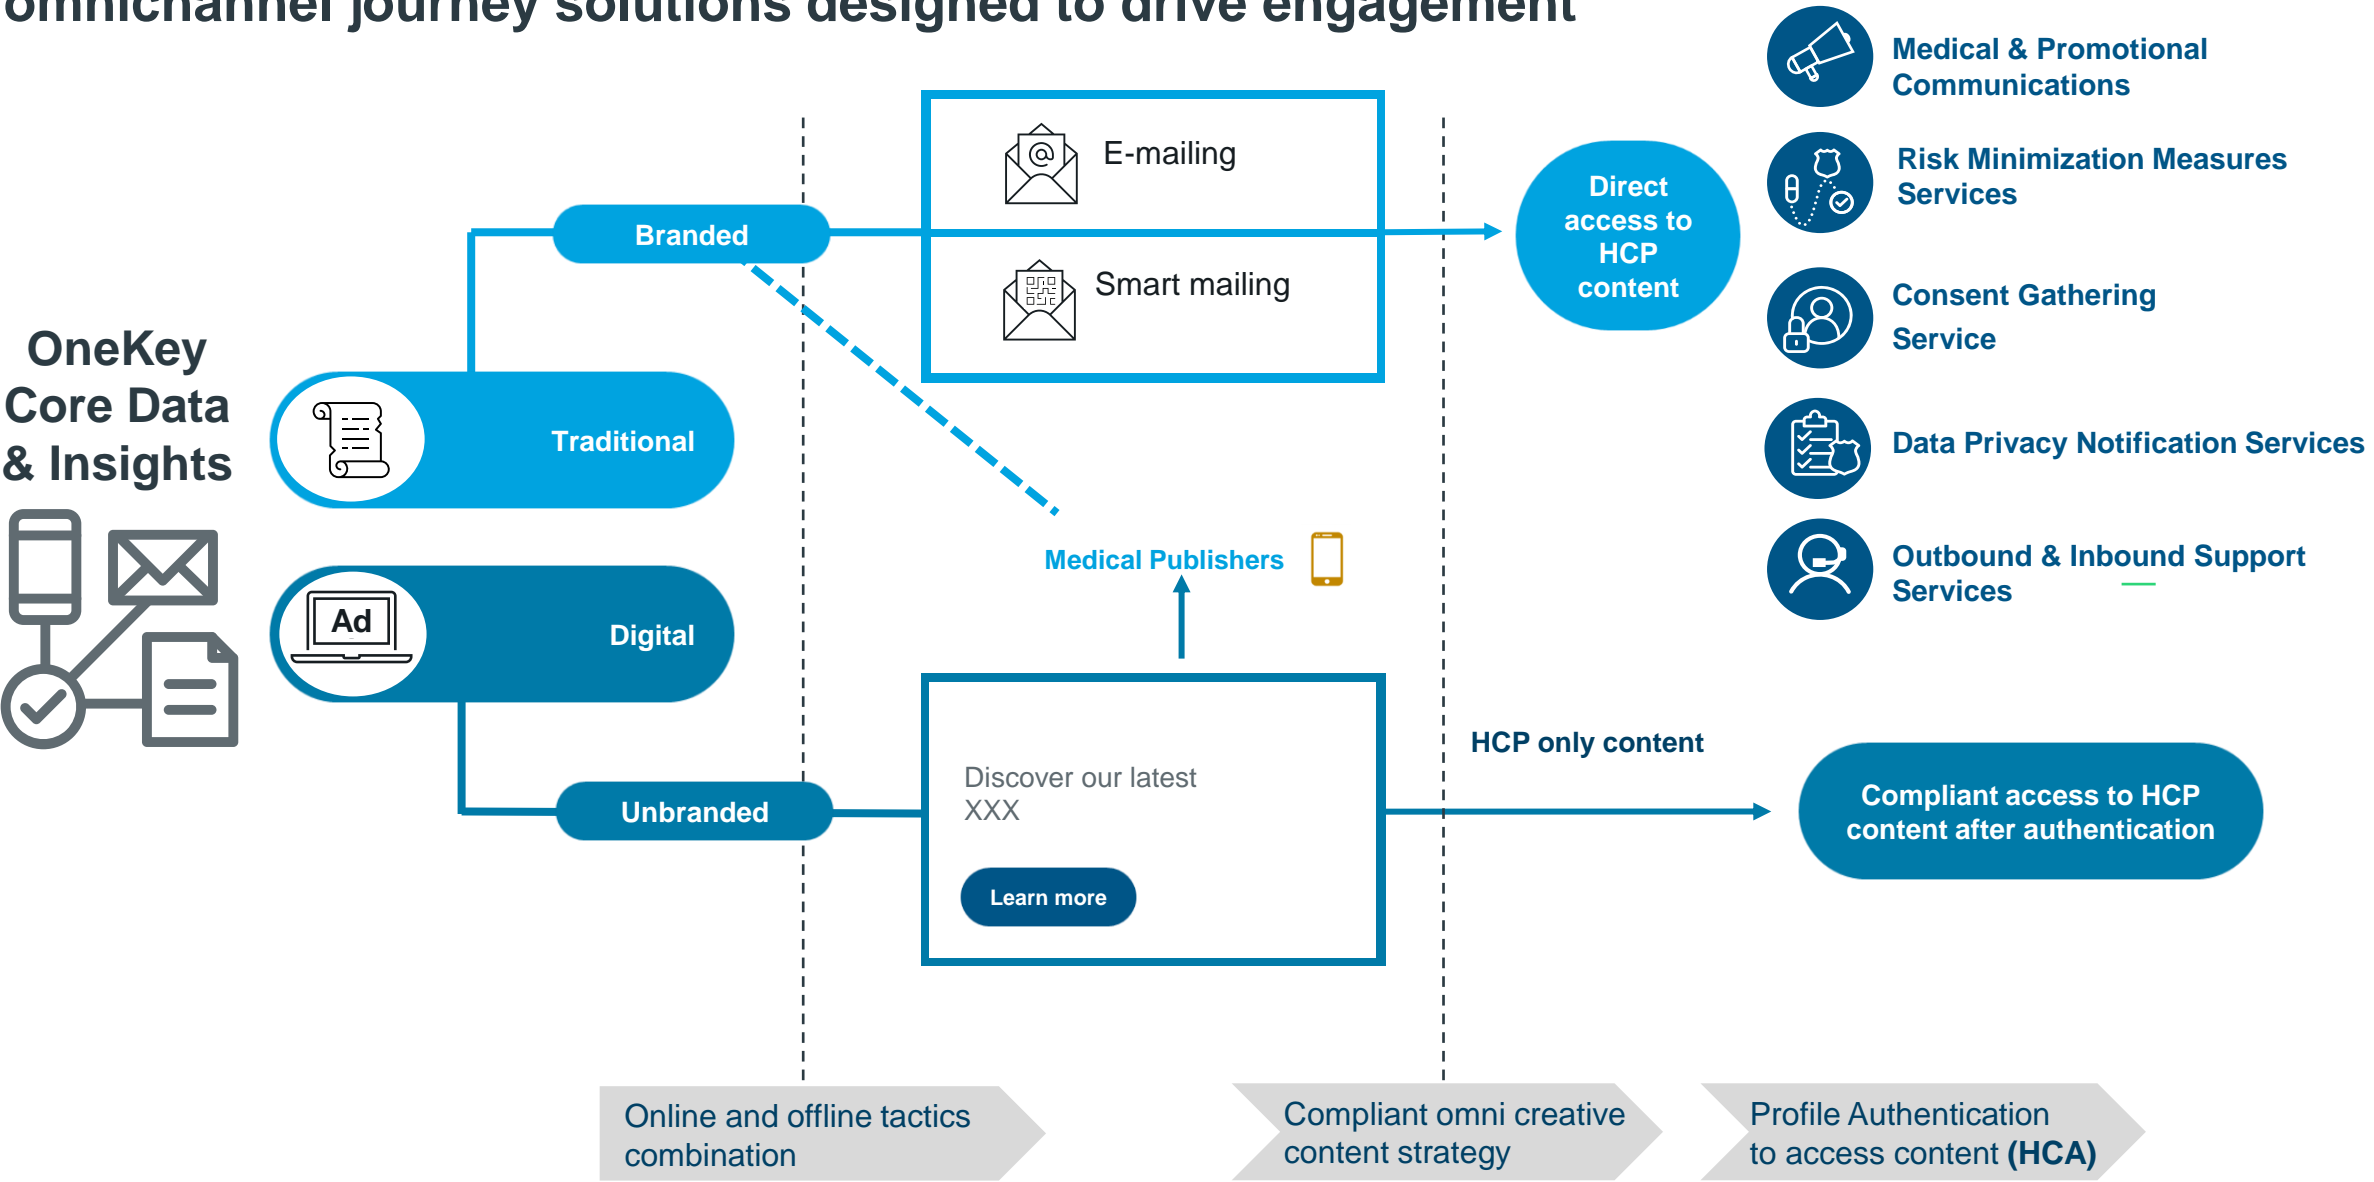 omnichannel journey solutions designed to drive engagement
OneKey
Core Data
& Insights
Traditional
Ad
Digital
Branded
Unbranded
E-mailing
Smart mailing
Medical Publishers
Discover our latest
XXX
Learn more
Direct
access to
HCP
content
HCP only content
Compliant access to HCP
content after authentication
Medical & Promotional
Communications
Risk Minimization Measures
Services
Consent Gathering
Service
Data Privacy Notification Services
Outbound & Inbound Support
Services
Online and offline tactics
combination
Compliant omni creative
content strategy
Profile Authentication
to access content (HCA)